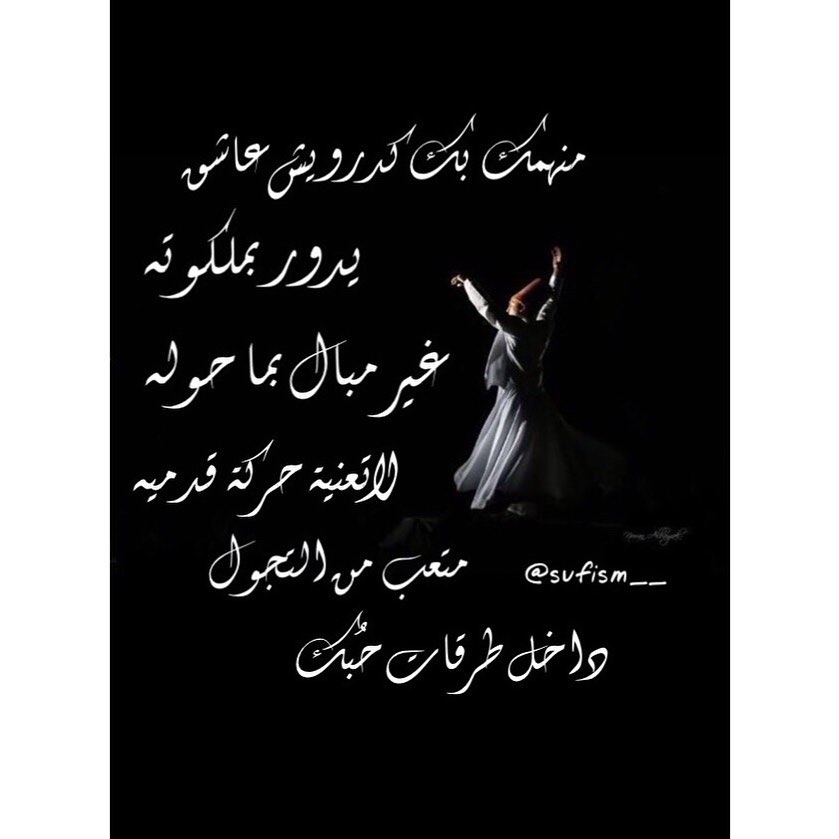 منهمك بك كدرويش عاشق
يدور بملكوته
غير مبال بما حوله
لاتعنية حركة قدميه
متعب من التجول
@sufism__
داخل طرقات حُبك